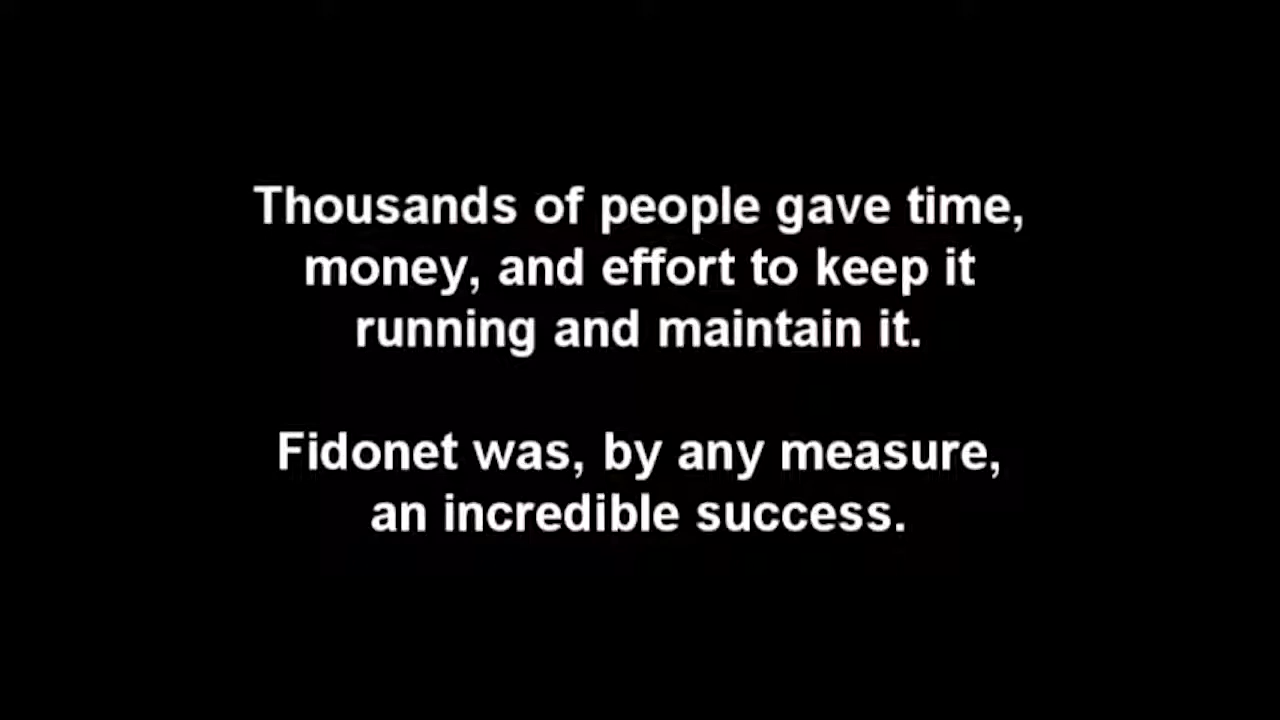 Thousands of people gave time,
money, and effort to keep it
running and maintain it.
Fidonet was, by any measure,
an incredible success.